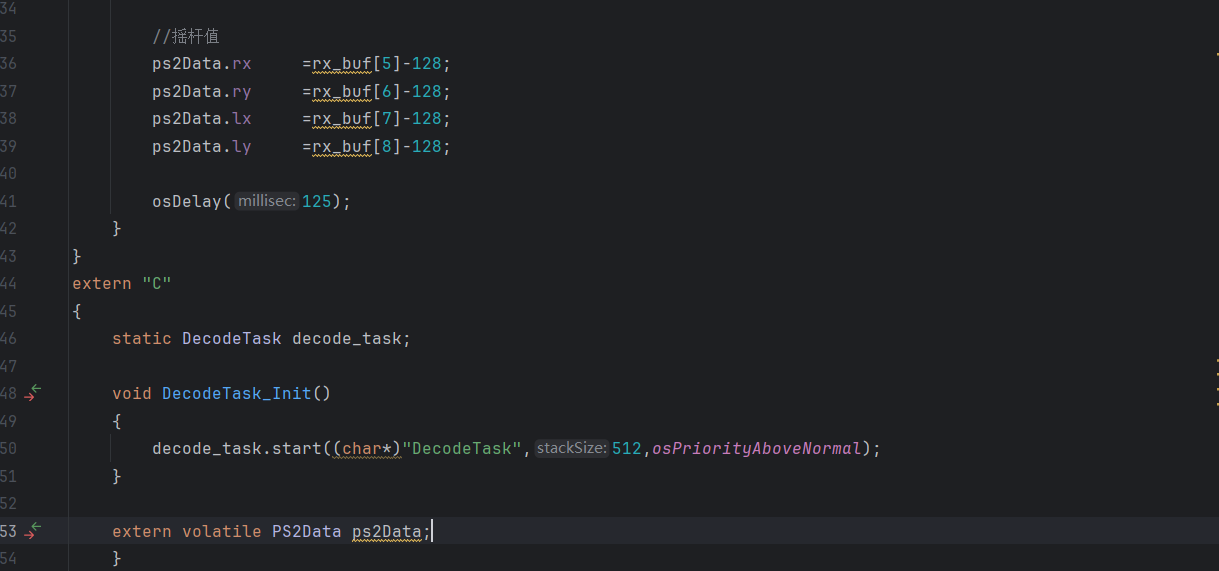 34
35 //摇杆值
36 ps2Data.rx =rx_buf[5]-128;
37 ps2Data.ry =rx_buf[6]-128;
38 ps2Data.lx =rx_buf[7]-128;
39 ps2Data.ly =rx_buf[8]-128;
40
41 osDelay( millisec: 125);
42 }
43 }
44 extern "C"
45 {
46 static DecodeTask decode_task;
47
48 void DecodeTask_Init()
49 {
50 decode_task.start((char*)"DecodeTask", stackSize: 512,osPriorityAboveNormal);
51 }
52
53 extern volatile PS2Data ps2Data;
54 }